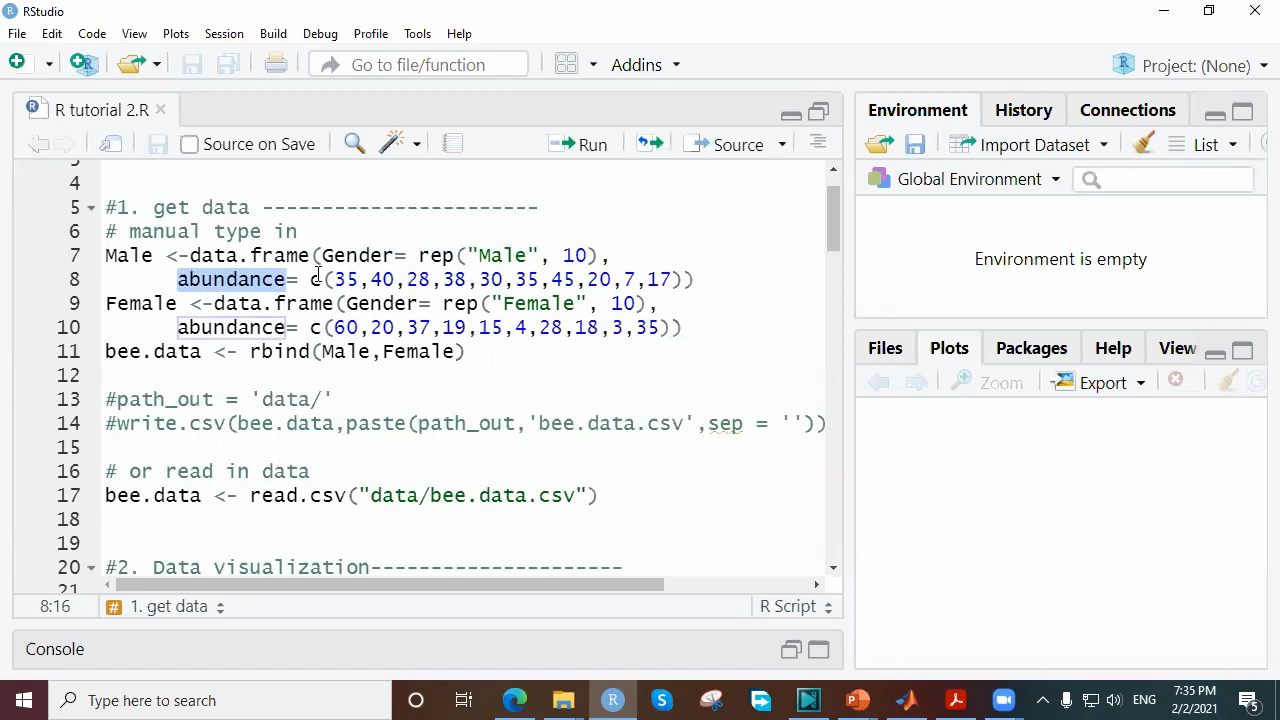 RStudio
File Edit Code View Plots Session Build Debug Profile Tools Help
Go to file/function Addins Project: (None)
R tutorial 2.R
Source on Save Run Source
4
5 #1. get data -----------------------
6 # manual type in
7 Male <-data.frame(Gender= rep("Male", 10),
8 abundance= c(35,40,28,38,30,35,45,20,7,17))
9 Female <-data.frame(Gender= rep("Female", 10),
10 abundance= c(60,20,37,19,15,4,28,18,3,35))
11 bee.data <- rbind(Male,Female)
12
13 #path_out = 'data/'
14 #write.csv(bee.data,paste(path_out,'bee.data.csv',sep = ''))
15
16 # or read in data
17 bee.data <- read.csv("data/bee.data.csv")
18
19
20 #2. Data visualization---------------------
21
8:16 # 1. get data R Script
Console
Environment History Connections
Import Dataset List
Global Environment
Environment is empty
Files Plots Packages Help View
Zoom Export
Type here to search
ENG
7:35 PM
2/2/2021
5